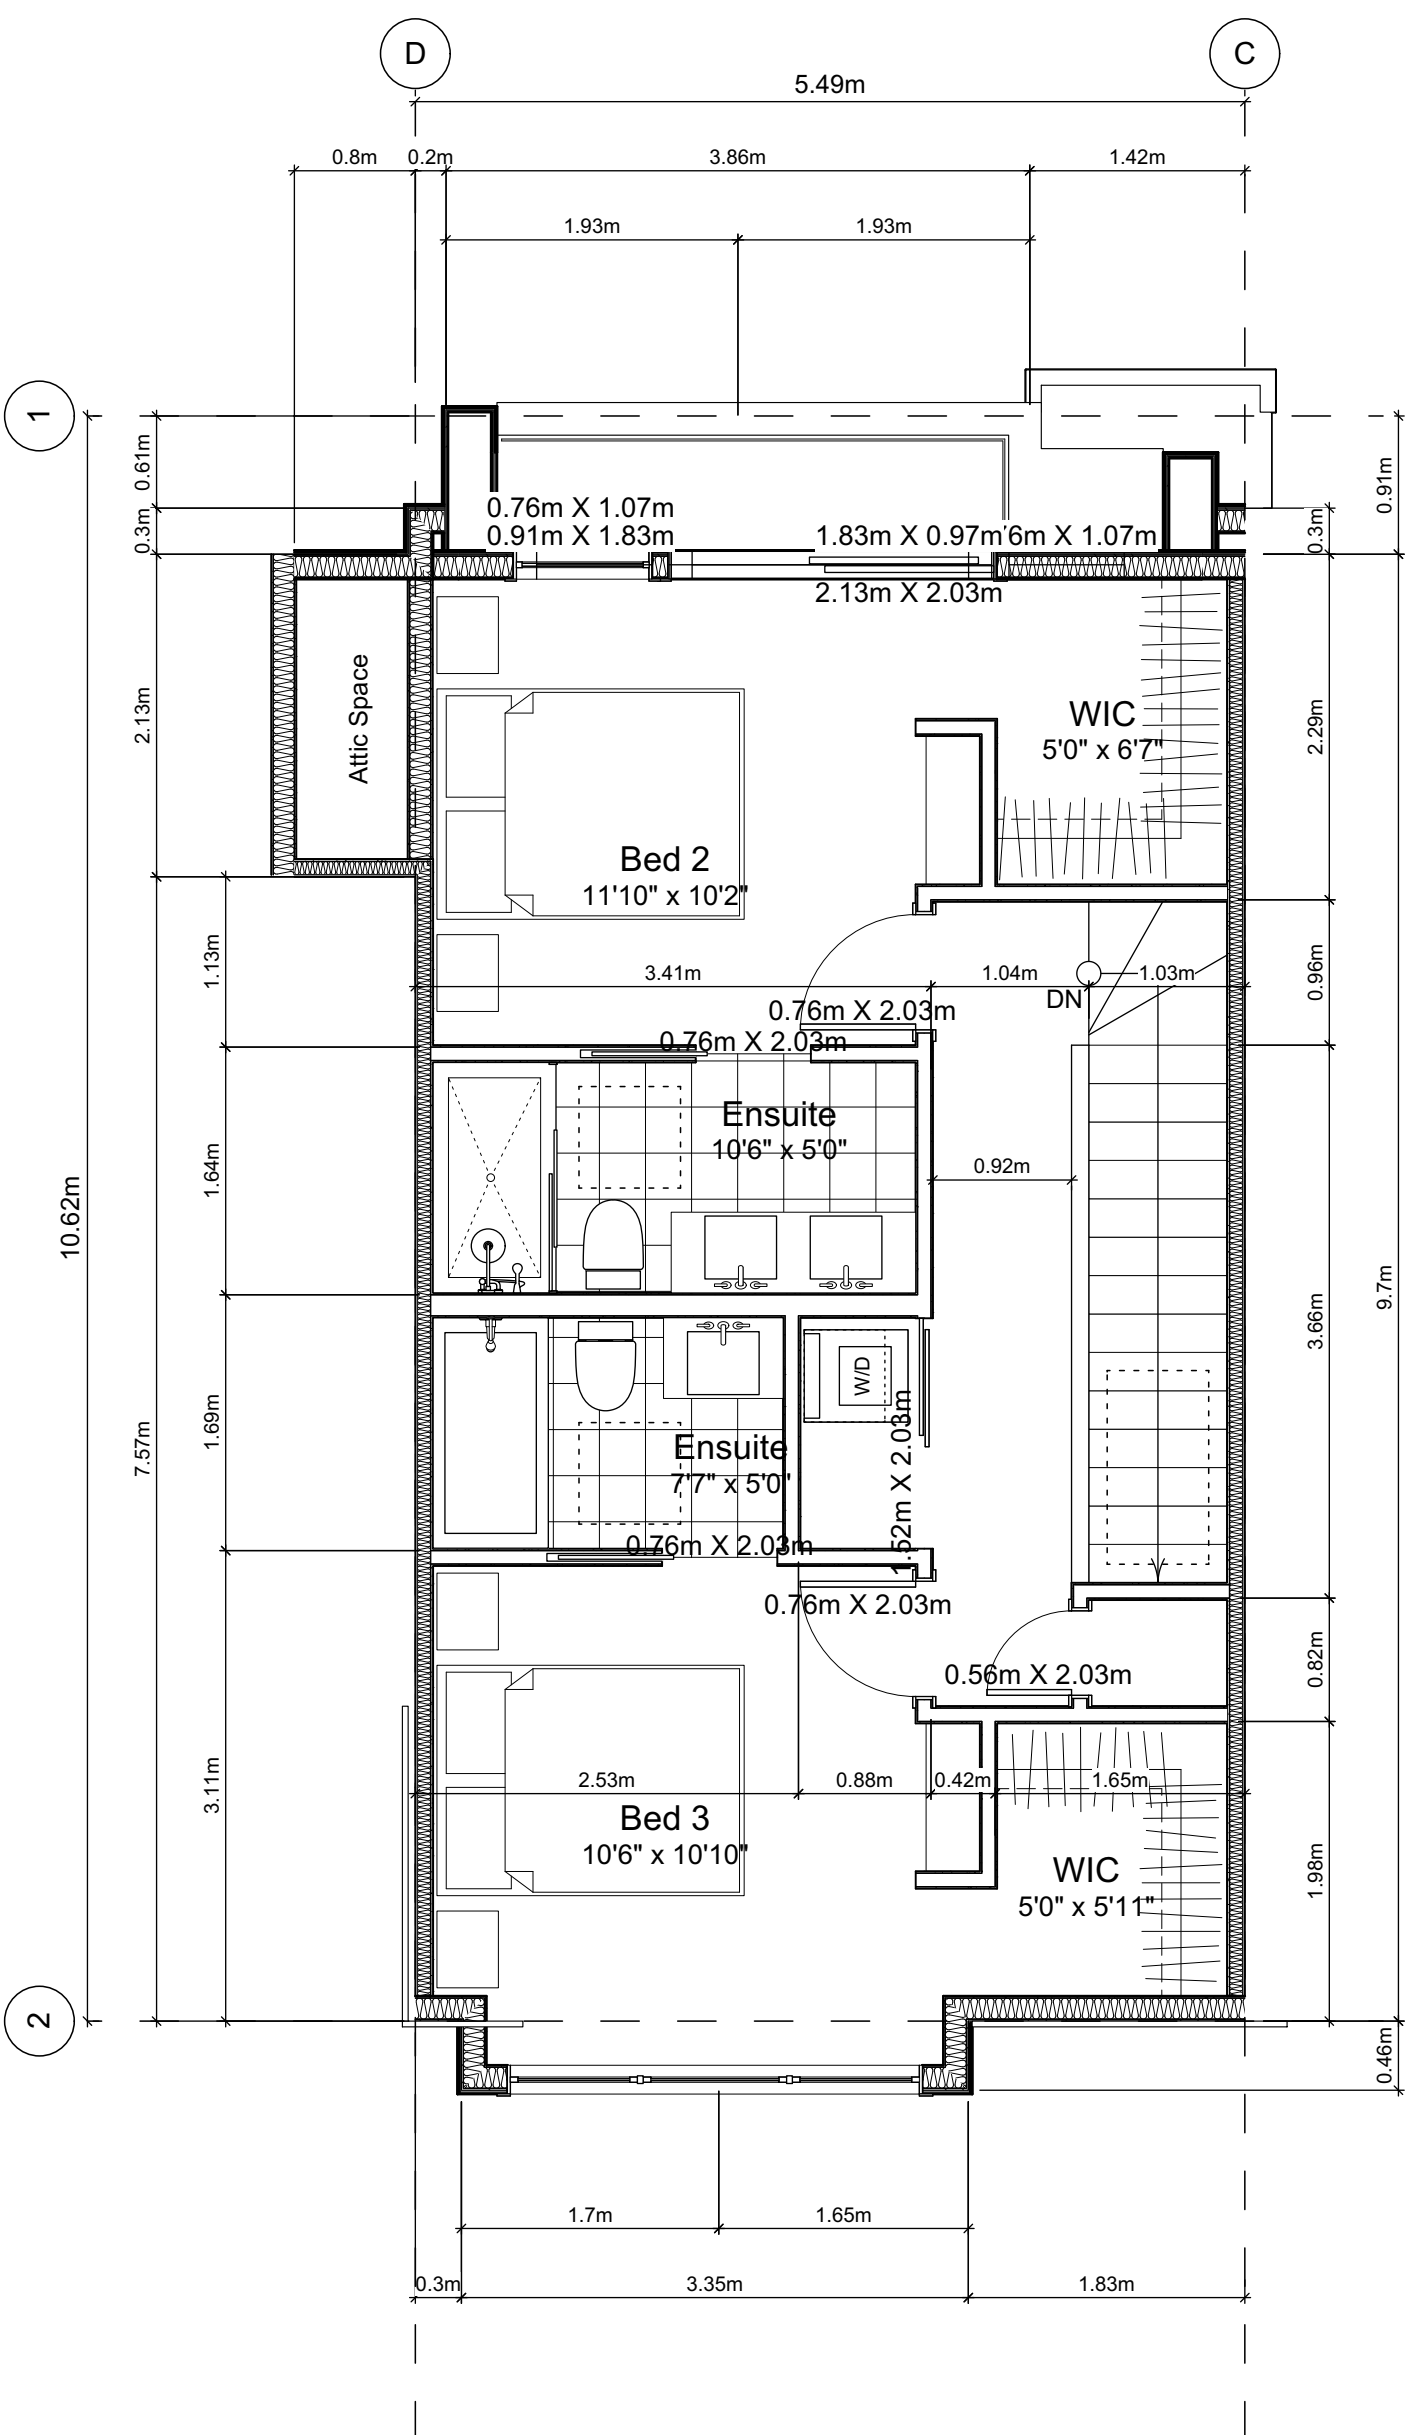 D
C
5.49m
0.8m
0.2m
3.86m
1.42m
1.93m
1.93m
1
0.61m
0.3m
0.91m
0.3m
0.76m X 1.07m
0.91m X 1.83m
1.83m X 0.97m
6m X 1.07m
2.13m X 2.03m
2.13m
Attic Space
WIC
5'0" x 6'7"
2.29m
Bed 2
11'10" x 10'2"
1.13m
3.41m
1.04m
1.03m
0.96m
DN
0.76m X 2.03m
0.76m X 2.03m
Ensuite
10'6" x 5'0"
1.64m
0.92m
10.62m
9.7m
3.66m
W/D
1.69m
7.57m
Ensuite
7'7" x 5'0"
1.52m X 2.03m
0.76m X 2.03m
0.76m X 2.03m
0.56m X 2.03m
0.82m
3.11m
2.53m
0.88m
0.42m
1.65m
Bed 3
10'6" x 10'10"
WIC
5'0" x 5'11"
1.98m
2
0.46m
1.7m
1.65m
0.3m
3.35m
1.83m